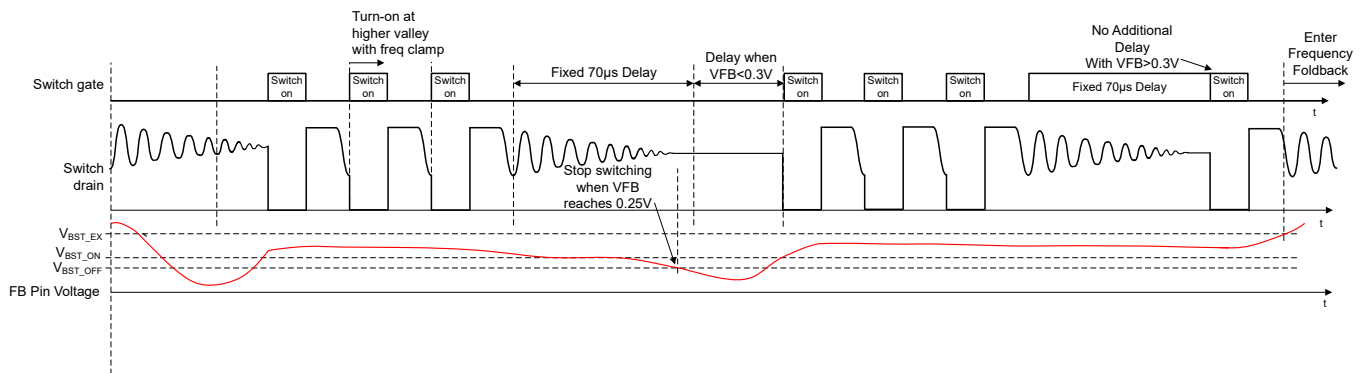 Turn-on at
higher valley
with freq clamp
No Additional
Delay
With VFB>0.3V
Enter
Frequency
Foldback
Switch gate
Switch
on
Switch
on
Switch
on
Fixed 70µs Delay
Delay when
VFB<0.3V
Switch
on
Switch
on
Switch
on
Fixed 70µs Delay
Switch
on
t
Switch
drain
Stop switching
when VFB
reaches 0.25V
t
VBST_EX
VBST_ON
VBST_OFF
FB Pin Voltage
t